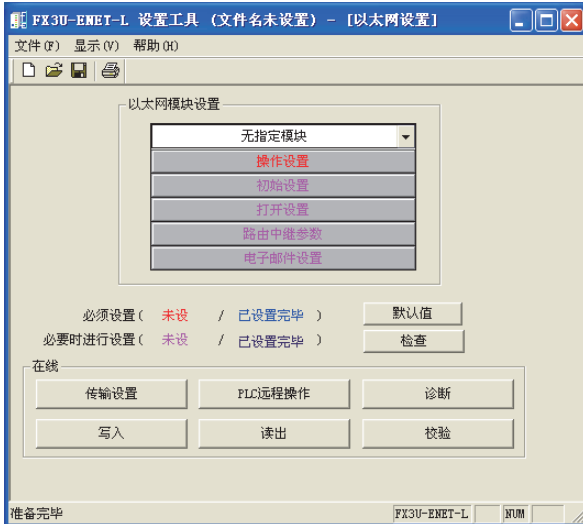 FX3U-ENET-L 设置工具 (文件名未设置) - [以太网设置]
文件(F) 显示(V) 帮助(H)
以太网模块设置
无指定模块
操作设置
初始设置
打开设置
路由中继参数
电子邮件设置
必须设置( 未设 / 已设置完毕 ) 默认值
必要时进行设置( 未设 / 已设置完毕 ) 检查
在线
传输设置 PLC远程操作 诊断
写入 读出 校验
准备完毕 FX3U-ENET-L NUM